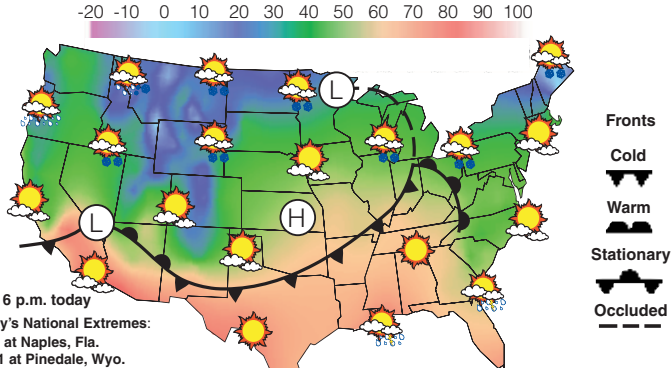 -20 -10 0 10 20 -30 30 40 50 60 70 80 90 100
L
L
H
Fronts
Cold
Warm
Stationary
Occluded
6 p.m. today
y's National Extremes:
at Naples, Fla.
at Pinedale, Wyo.